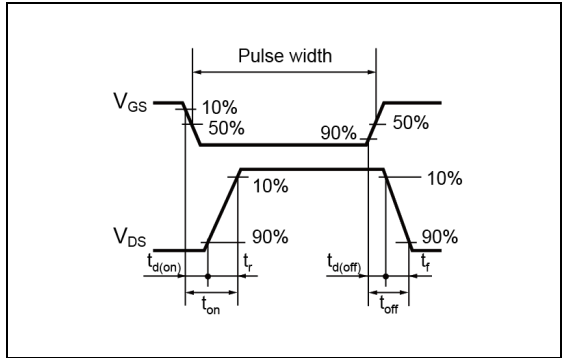 Pulse width
VGS
10%
50%
90%
50%
10%
10%
VDS
90%
90%
td(on)
tr
td(off)
tf
ton
toff